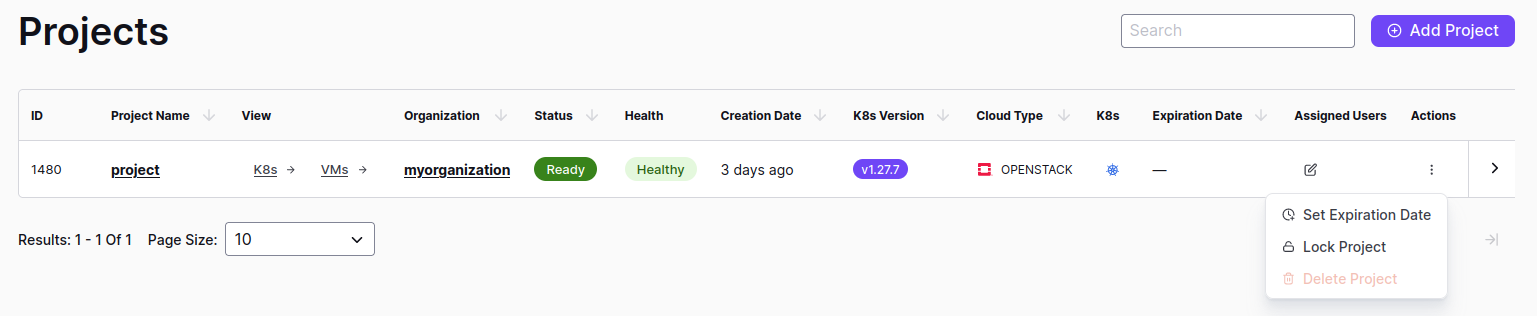 Projects
Search
Add Project
ID Project Name View Organization Status Health Creation Date K8s Version Cloud Type K8s Expiration Date Assigned Users Actions
1480 project K8s VMs myorganization Ready Healthy 3 days ago v1.27.7 OPENSTACK —
Set Expiration Date
Results: 1 - 1 Of 1 Page Size: 10
Lock Project
Delete Project